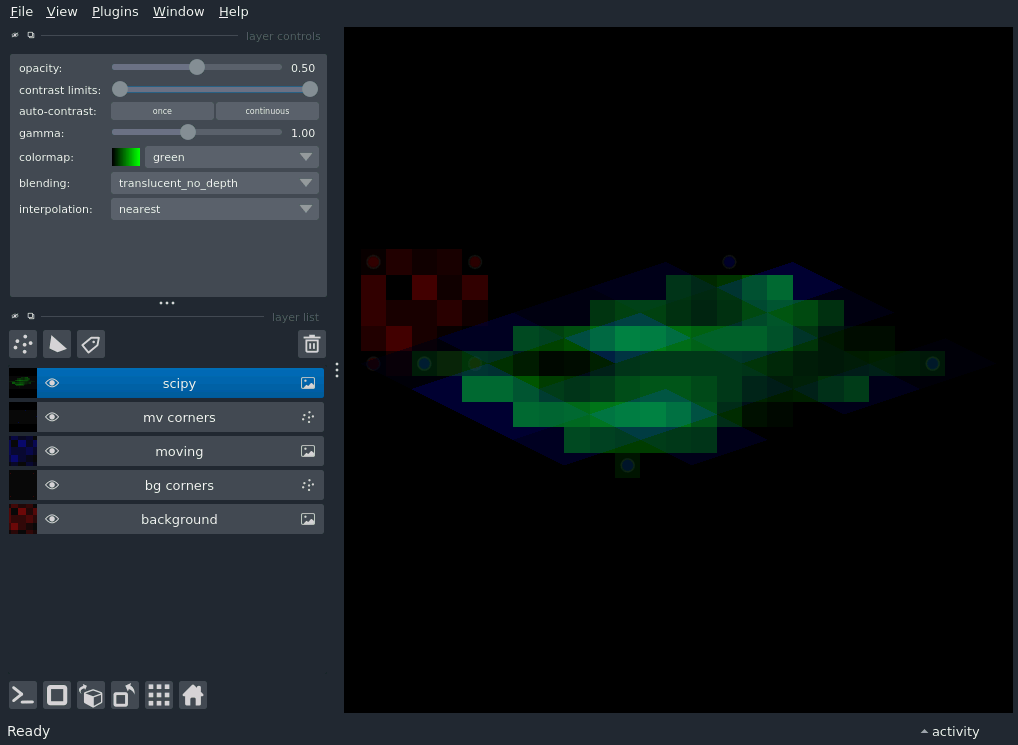 File View Plugins Window Help
layer controls
opacity: 0.50
contrast limits:
auto-contrast: once continuous
gamma: 1.00
colormap: green
blending: translucent_no_depth
interpolation: nearest
layer list
scipy
mv corners
moving
bg corners
background
Ready
activity